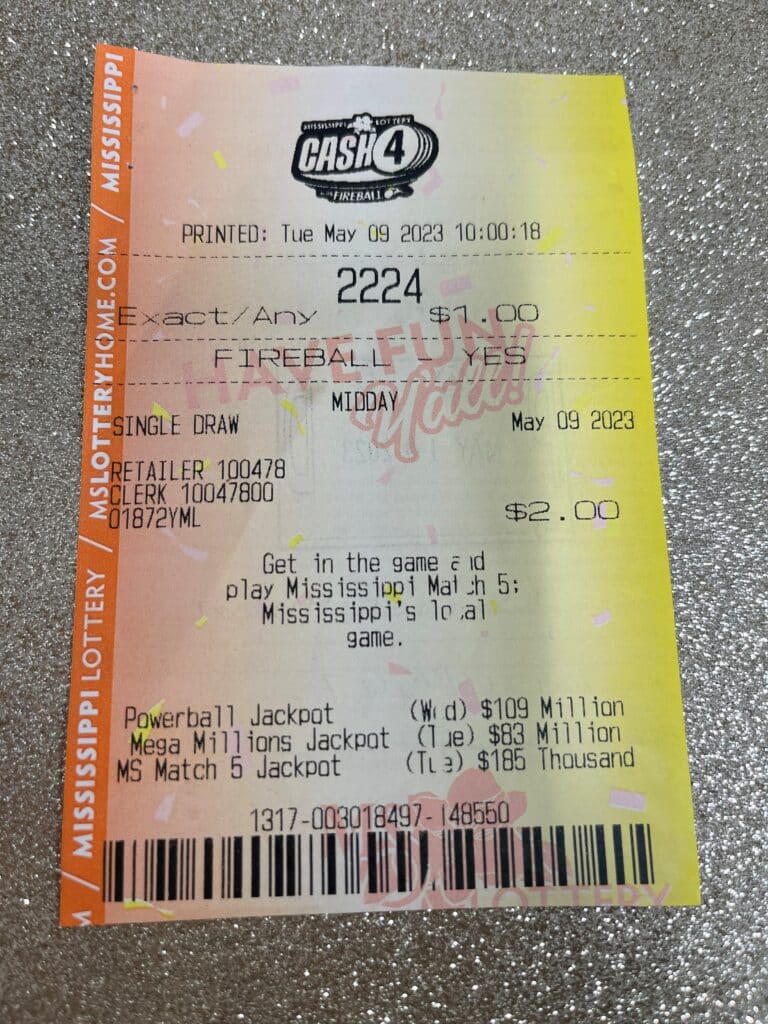 MISSISSIPPI LOTTERY
CASH 4
FIREBALL
PRINTED: Tue May 09 2023 10:00:18
2224
Exact/Any $1.00
FIREBALL - YES
HAVE FUN
Y'all!
MIDDAY
SINGLE DRAW May 09 2023
RETAILER 100478
CLERK 10047800
01872YML $2.00
Get in the game and
play Mississippi Match 5;
Mississippi's local
game.
Powerball Jackpot (Wed) $109 Million
Mega Millions Jackpot (Tue) $83 Million
MS Match 5 Jackpot (Tue) $185 Thousand
1317-003018497-148550
LOTTERY
M / MISSISSIPPI LOTTERY / MSLOTTERYHOME.COM / MISSISSIPPI